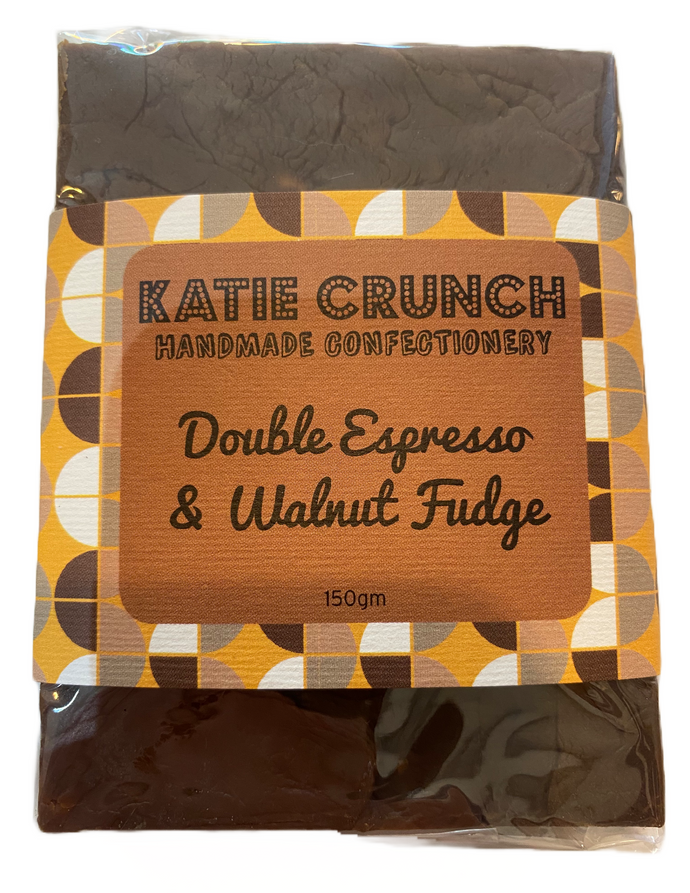 KATIE CRUNCH
HANDMADE CONFECTIONERY
Double Espresso
& Walnut Fudge
150gm